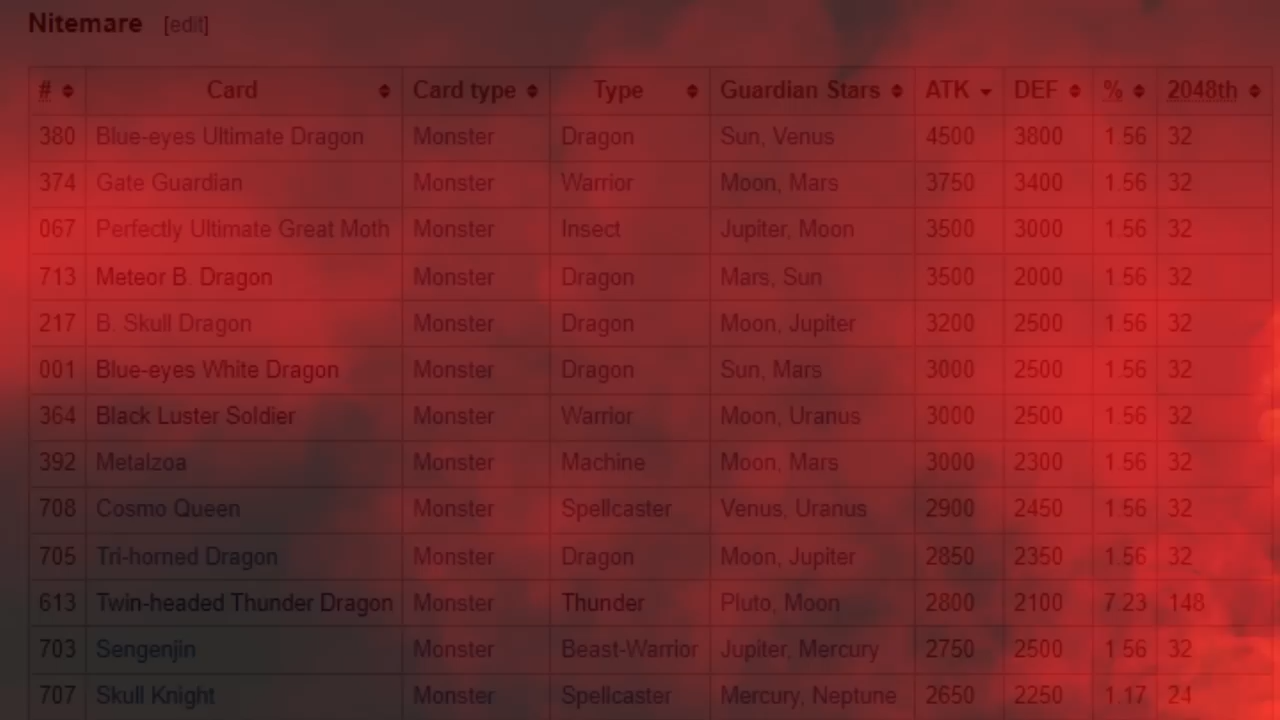 Nitemare [edit]
# Card Card type Type Guardian Stars ATK DEF % 2048th
380 Blue-eyes Ultimate Dragon Monster Dragon Sun, Venus 4500 3800 1.56 32
374 Gate Guardian Monster Warrior Moon, Mars 3750 3400 1.56 32
067 Perfectly Ultimate Great Moth Monster Insect Jupiter, Moon 3500 3000 1.56 32
713 Meteor B. Dragon Monster Dragon Mars, Sun 3500 2000 1.56 32
217 B. Skull Dragon Monster Dragon Moon, Jupiter 3200 2500 1.56 32
001 Blue-eyes White Dragon Monster Dragon Sun, Mars 3000 2500 1.56 32
364 Black Luster Soldier Monster Warrior Moon, Uranus 3000 2500 1.56 32
392 Metalzoa Monster Machine Moon, Mars 3000 2300 1.56 32
708 Cosmo Queen Monster Spellcaster Venus, Uranus 2900 2450 1.56 32
705 Tri-horned Dragon Monster Dragon Moon, Jupiter 2850 2350 1.56 32
613 Twin-headed Thunder Dragon Monster Thunder Pluto, Moon 2800 2100 7.23 148
703 Sengenjin Monster Beast-Warrior Jupiter, Mercury 2750 2500 1.56 32
707 Skull Knight Monster Spellcaster Mercury, Neptune 2650 2250 1.17 24